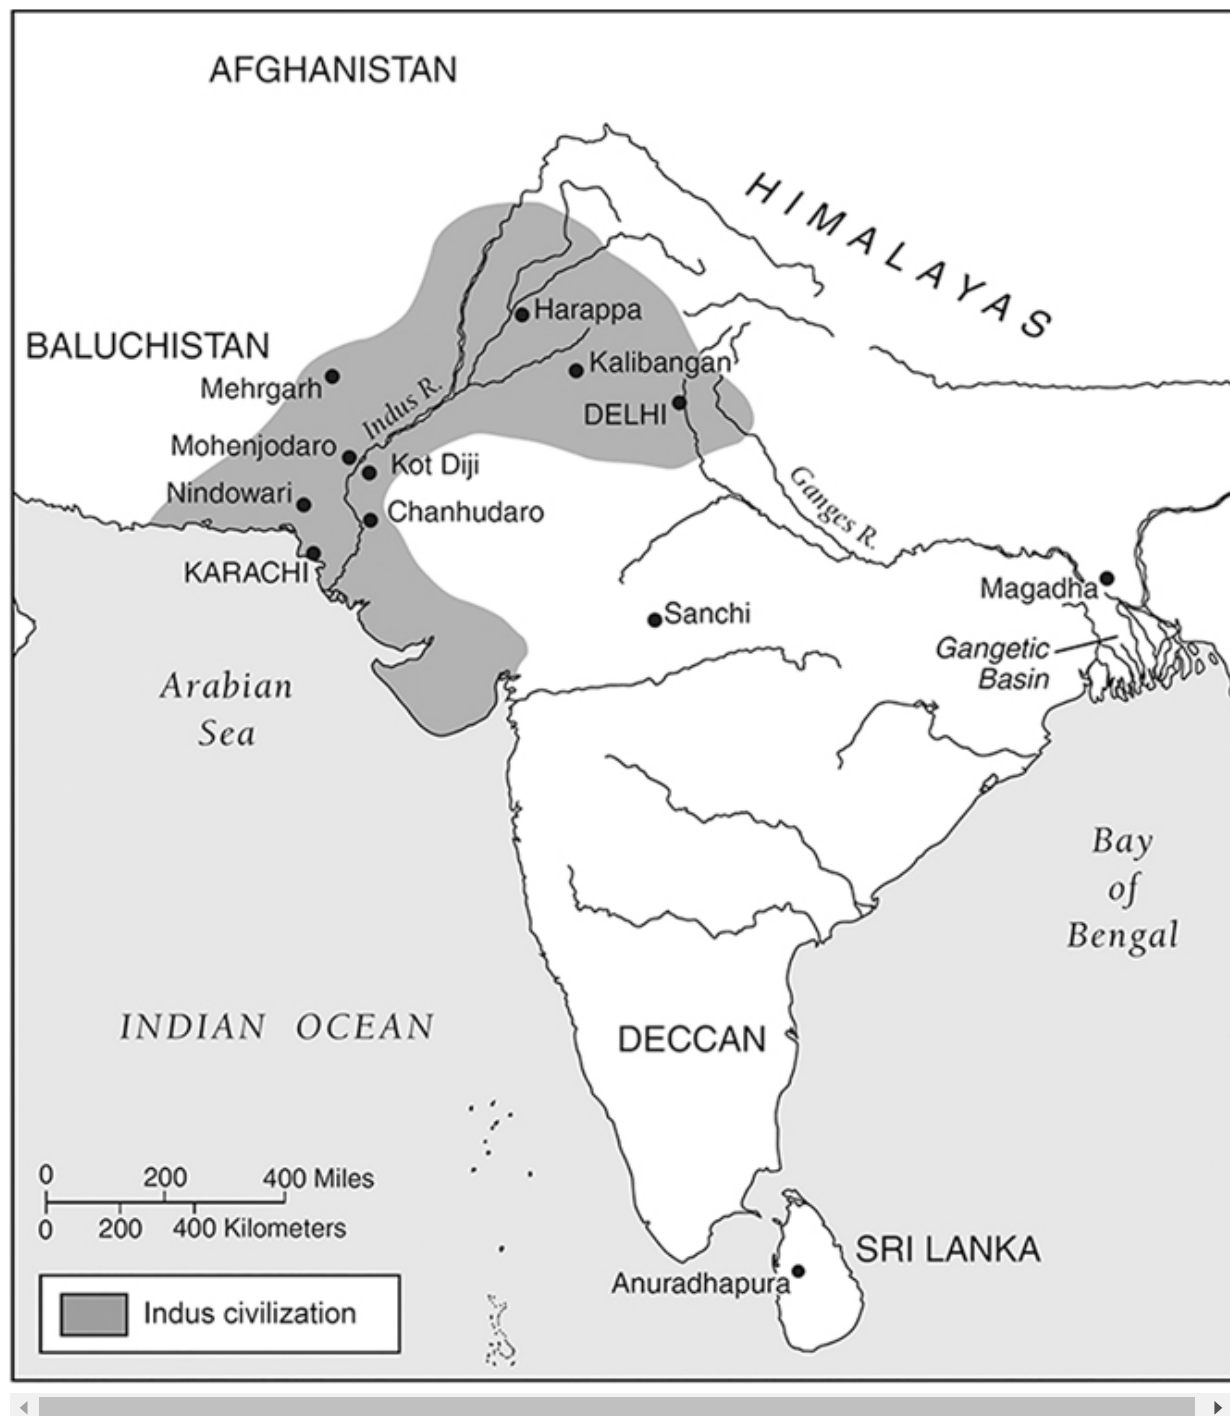 AFGHANISTAN
HIMALAYAS
Harappa
BALUCHISTAN
Kalibangan
Mehrgarh
Indus R.
DELHI
Mohenjodaro
Kot Diji
Nindowari
Ganges R.
Chanhudaro
KARACHI
Magadha
Sanchi
Gangetic
Basin
Arabian
Sea
Bay
of
Bengal
INDIAN OCEAN
DECCAN
0 200 400 Miles
0 200 400 Kilometers
SRI LANKA
Anuradhapura
Indus civilization